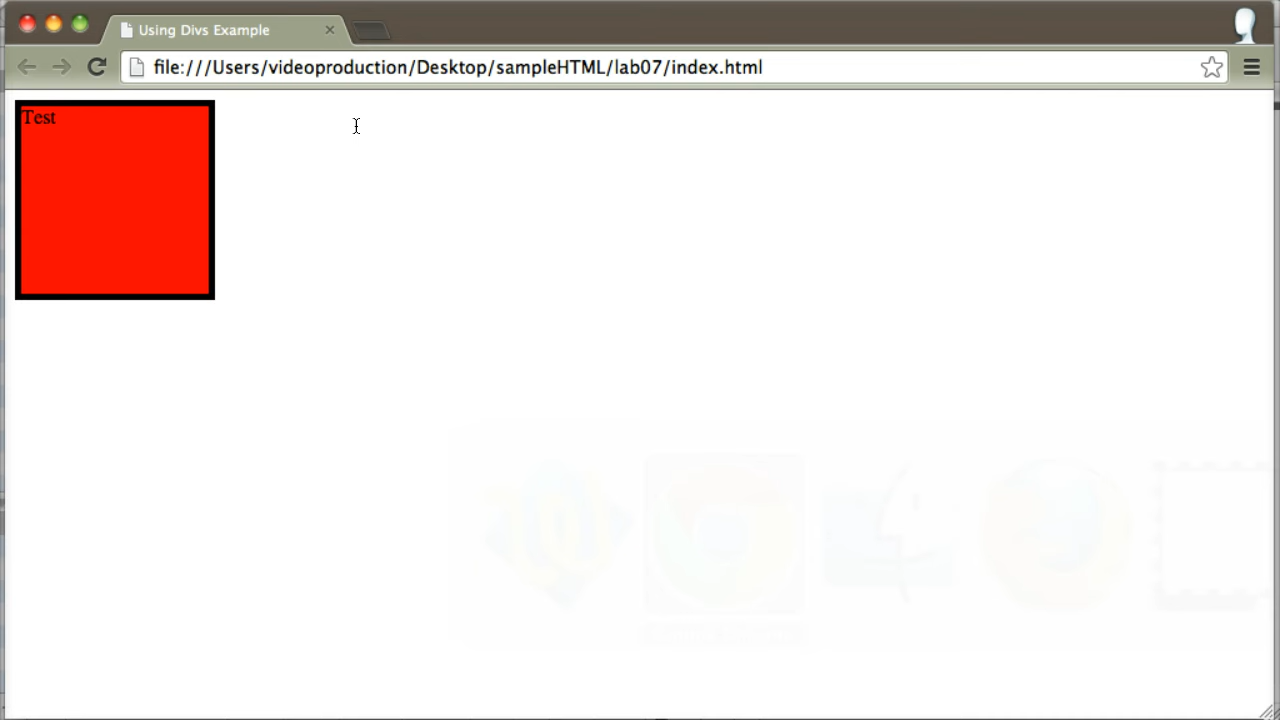 Using Divs Example
file:///Users/videoproduction/Desktop/sampleHTML/lab07/index.html
Test